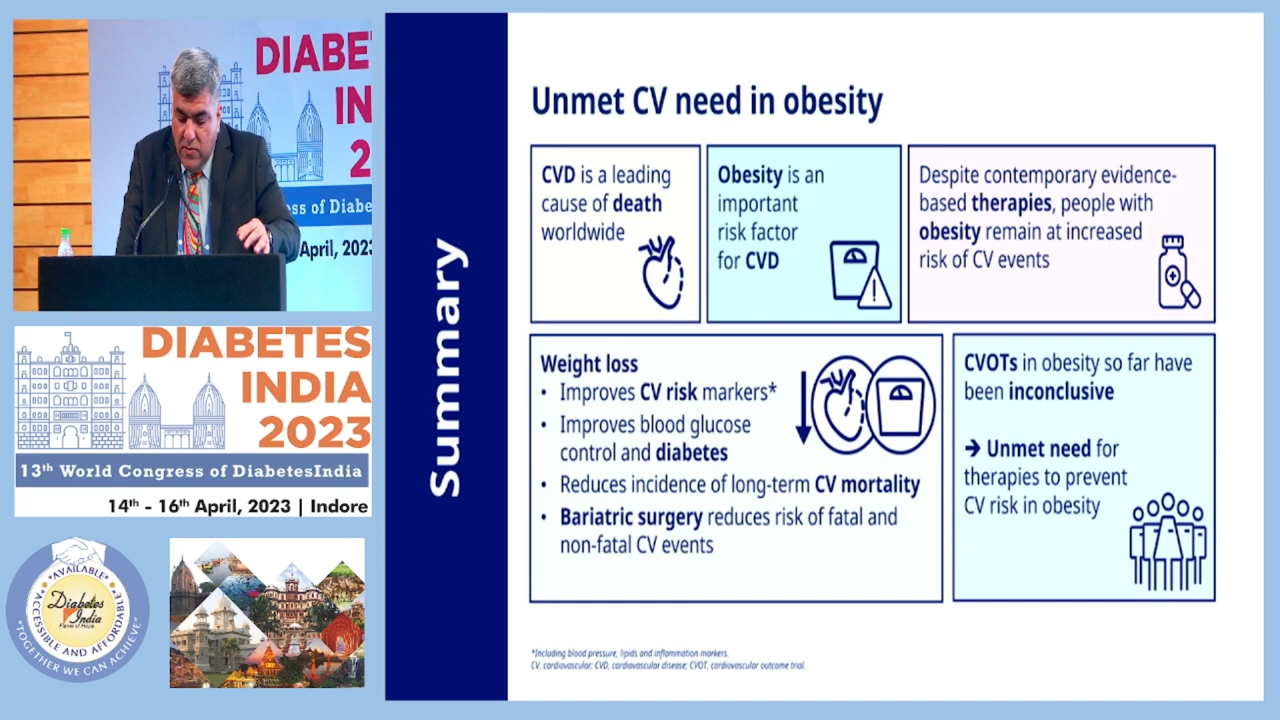 DIABE
IN
2
ss of Diabe
April, 2023
DIABETES
INDIA
2023
13th World Congress of DiabetesIndia
14th - 16th April, 2023 | Indore
"AVAILABLE"
"ACCESSIBLE AND AFFORDABLE"
"TOGETHER WE CAN ACHIEVE"
Diabetes
India
Flame of Hope
Summary
Unmet CV need in obesity
CVD is a leading
cause of death
worldwide
Obesity is an
important
risk factor
for CVD
Despite contemporary evidence-
based therapies, people with
obesity remain at increased
risk of CV events
Weight loss
• Improves CV risk markers*
• Improves blood glucose
control and diabetes
• Reduces incidence of long-term CV mortality
• Bariatric surgery reduces risk of fatal and
non-fatal CV events
CVOTs in obesity so far have
been inconclusive
→ Unmet need for
therapies to prevent
CV risk in obesity
*Including blood pressure, lipids and inflammation markers.
CV, cardiovascular; CVD, cardiovascular disease; CVOT, cardiovascular outcome trial.